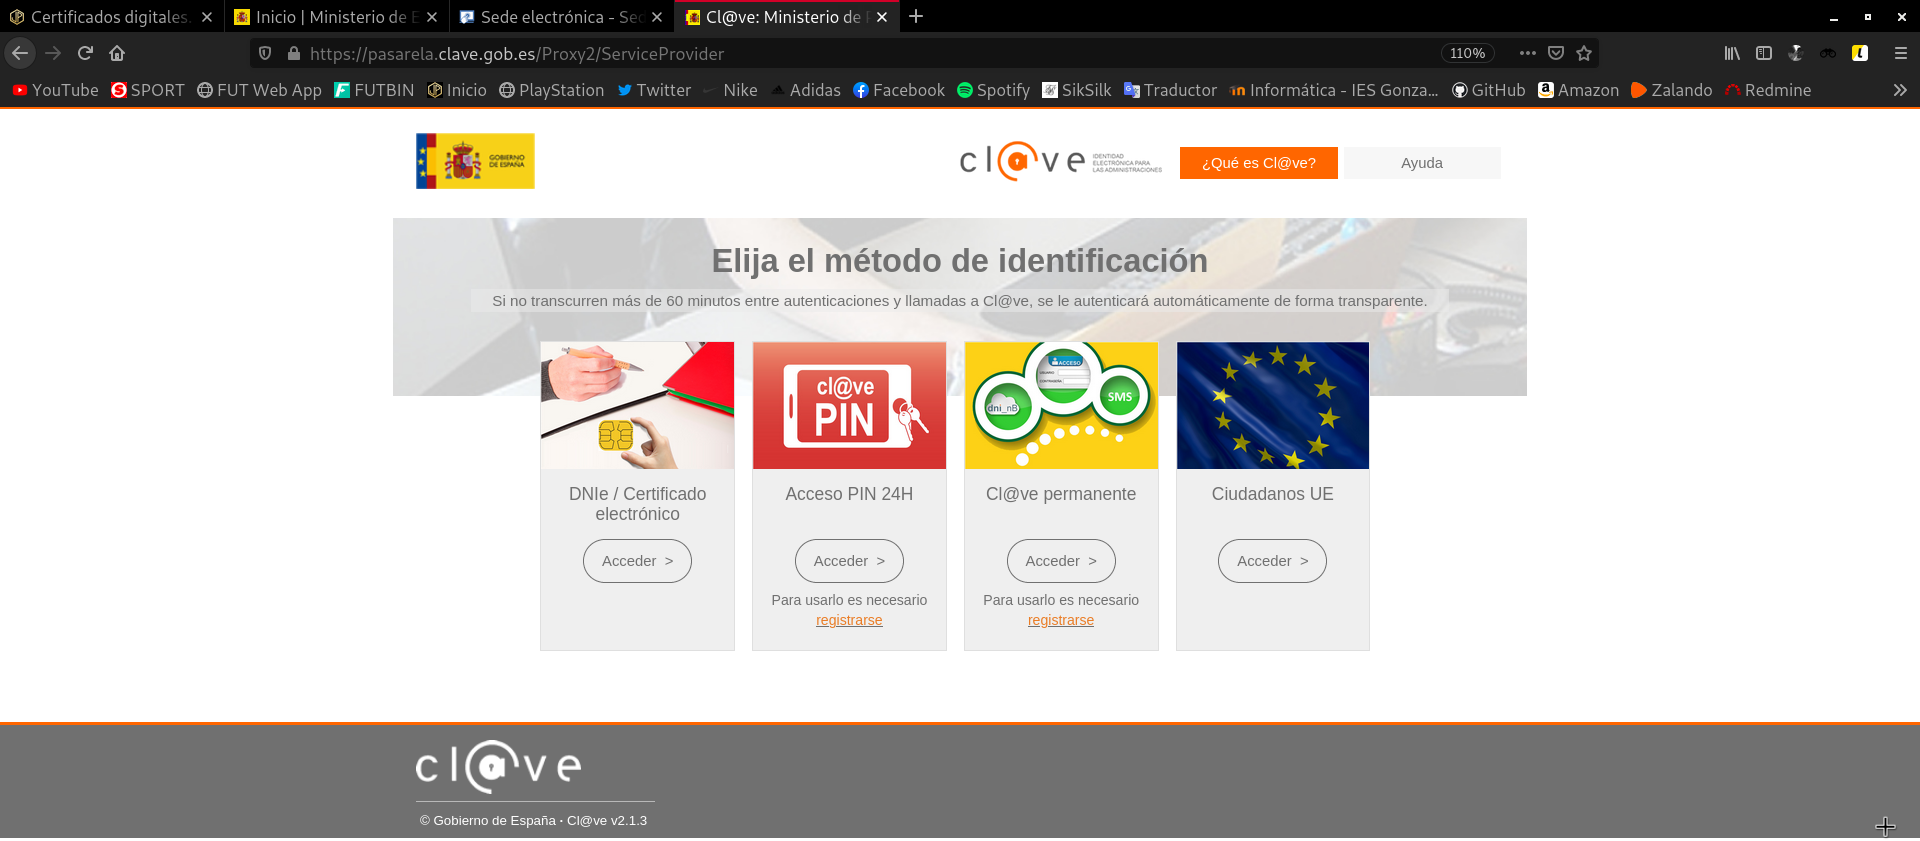 Certificados digitales.
Inicio | Ministerio de E
Sede electrónica - Sec
Cl@ve: Ministerio de P
https://pasarela.clave.gob.es/Proxy2/ServiceProvider
110%
YouTube
SPORT
FUT Web App
FUTBIN
Inicio
PlayStation
Twitter
Nike
Adidas
Facebook
Spotify
SikSilk
Traductor
Informática - IES Gonza...
GitHub
Amazon
Zalando
Redmine
GOBIERNO
DE ESPAÑA
cl@ve
IDENTIDAD
ELECTRÓNICA PARA
LAS ADMINISTRACIONES
¿Qué es Cl@ve?
Ayuda
Elija el método de identificación
Si no transcurren más de 60 minutos entre autenticaciones y llamadas a Cl@ve, se le autenticará automáticamente de forma transparente.
cl@ve
PIN
ACCESO
USUARIO
CONTRASEÑA
dni_nB
SMS
DNIe / Certificado
electrónico
Acceso PIN 24H
Cl@ve permanente
Ciudadanos UE
Acceder >
Acceder >
Acceder >
Acceder >
Para usarlo es necesario
registrarse
Para usarlo es necesario
registrarse
cl@ve
© Gobierno de España · Cl@ve v2.1.3